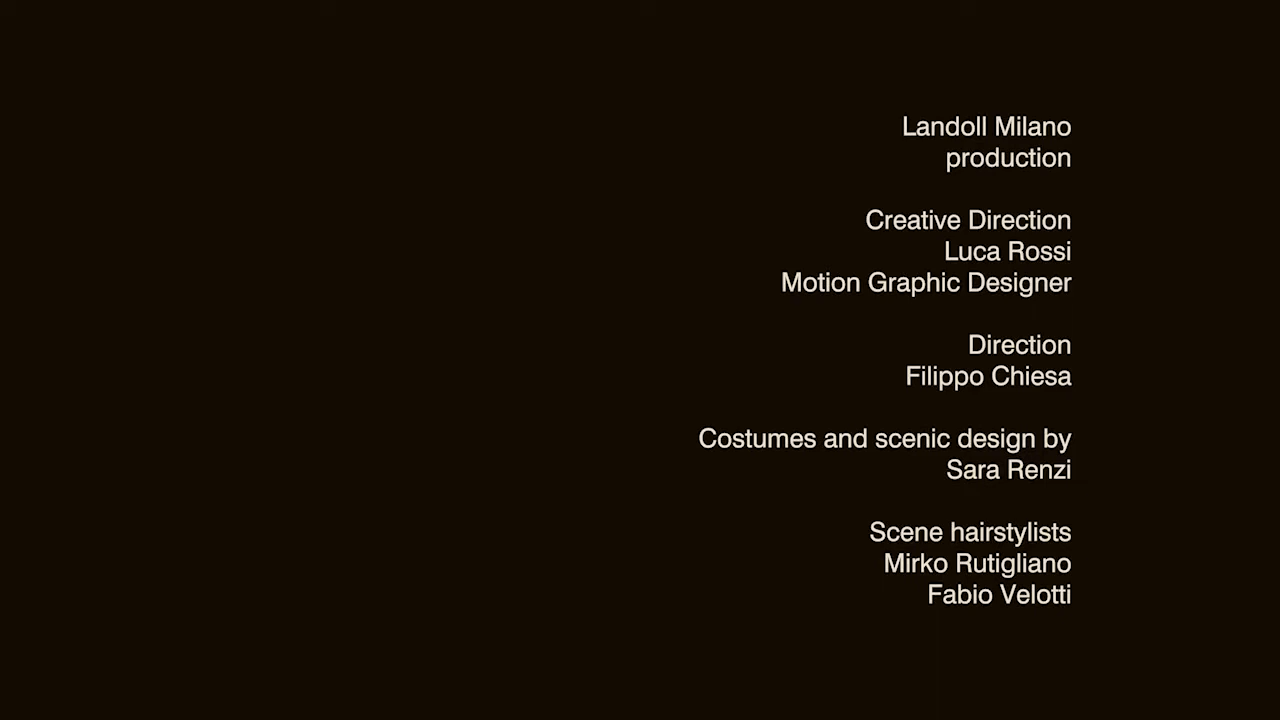 Landoll Milano
production
Creative Direction
Luca Rossi
Motion Graphic Designer
Direction
Filippo Chiesa
Costumes and scenic design by
Sara Renzi
Scene hairstylists
Mirko Rutigliano
Fabio Velotti